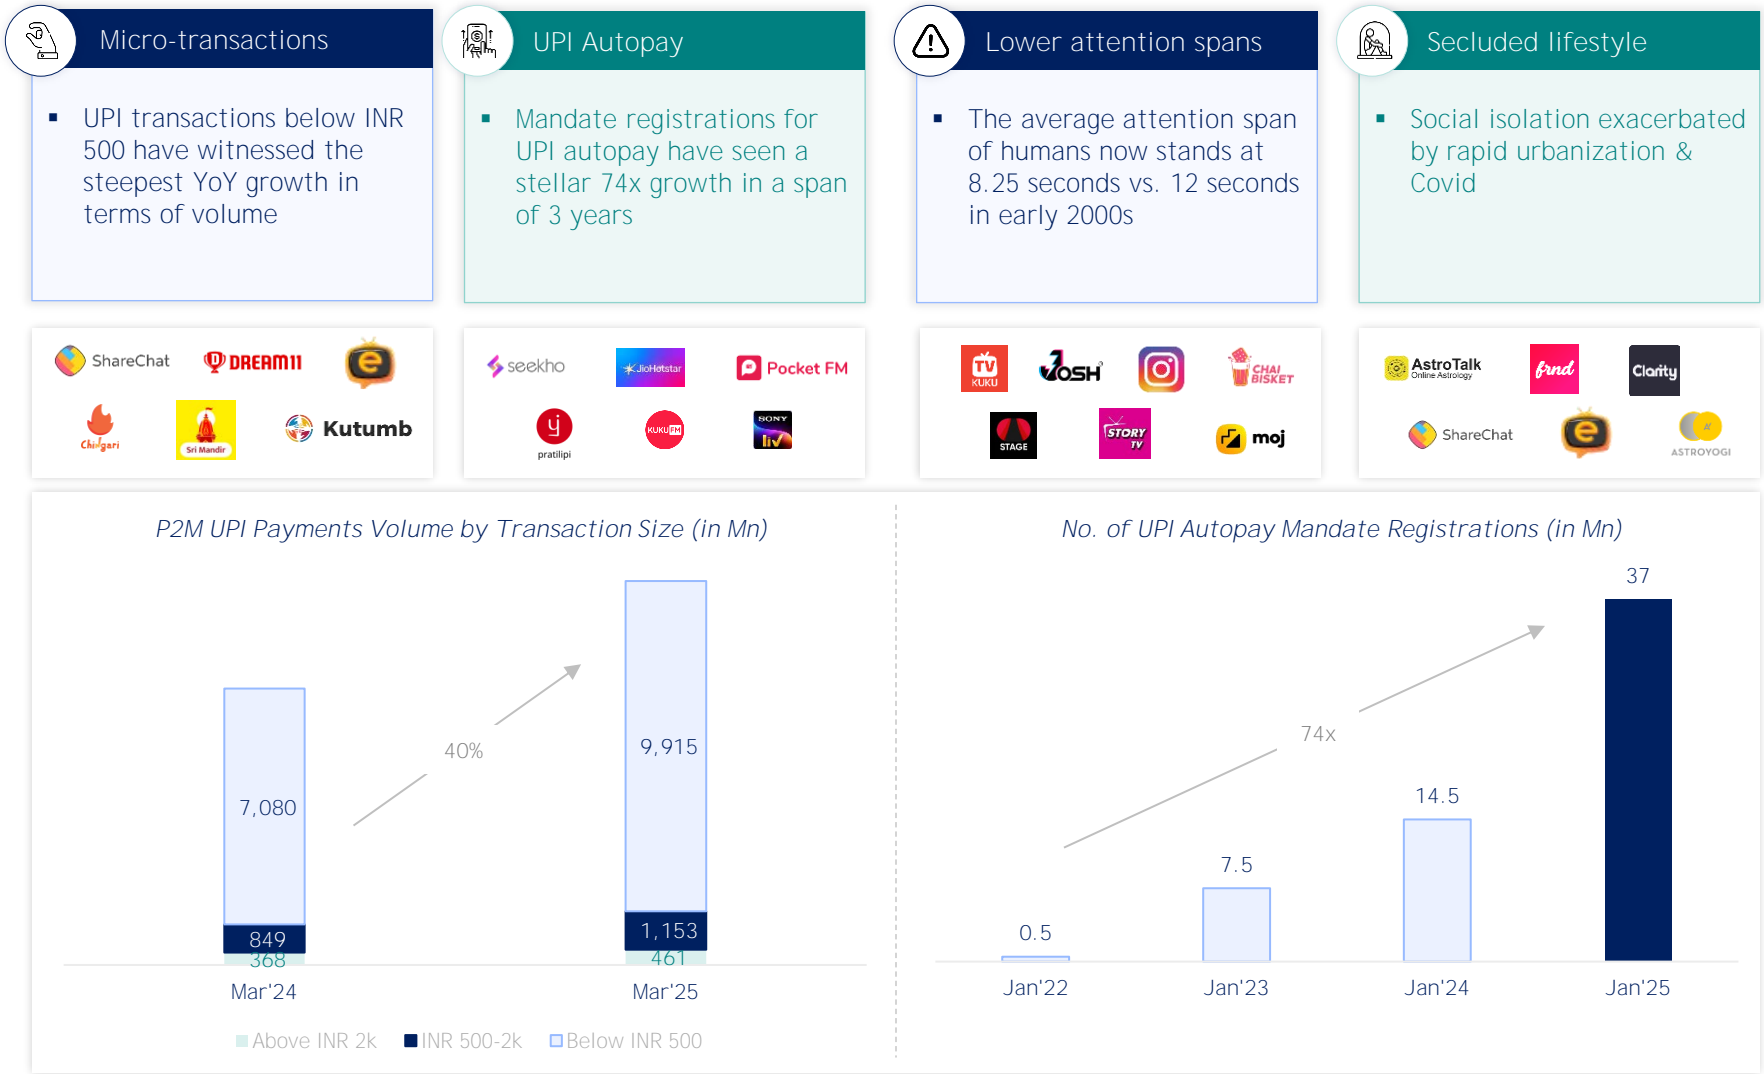 Micro-transactions
UPI transactions below INR
500 have witnessed the
steepest YoY growth in
terms of volume
UPI Autopay
Mandate registrations for
UPI autopay have seen a
stellar 74x growth in a span
of 3 years
Lower attention spans
The average attention span
of humans now stands at
8.25 seconds vs. 12 seconds
in early 2000s
Secluded lifestyle
Social isolation exacerbated
by rapid urbanization &
Covid
ShareChat
DREAM11
e
Chingari
Sri Mandir
Kutumb
seekho
JioHotstar
Pocket FM
pratilipi
KUKU FM
SONY
liv
TV
KUKU
JOSH
CHAI
BISKET
STAGE
STORY
TV
moj
AstroTalk
Online Astrology
frnd
Clarity
ShareChat
e
ASTROYOGI
P2M UPI Payments Volume by Transaction Size (in Mn)
40%
7,080
849
368
9,915
1,153
461
Mar'24
Mar'25
Above INR 2k
INR 500-2k
Below INR 500
No. of UPI Autopay Mandate Registrations (in Mn)
74x
0.5
7.5
14.5
37
Jan'22
Jan'23
Jan'24
Jan'25